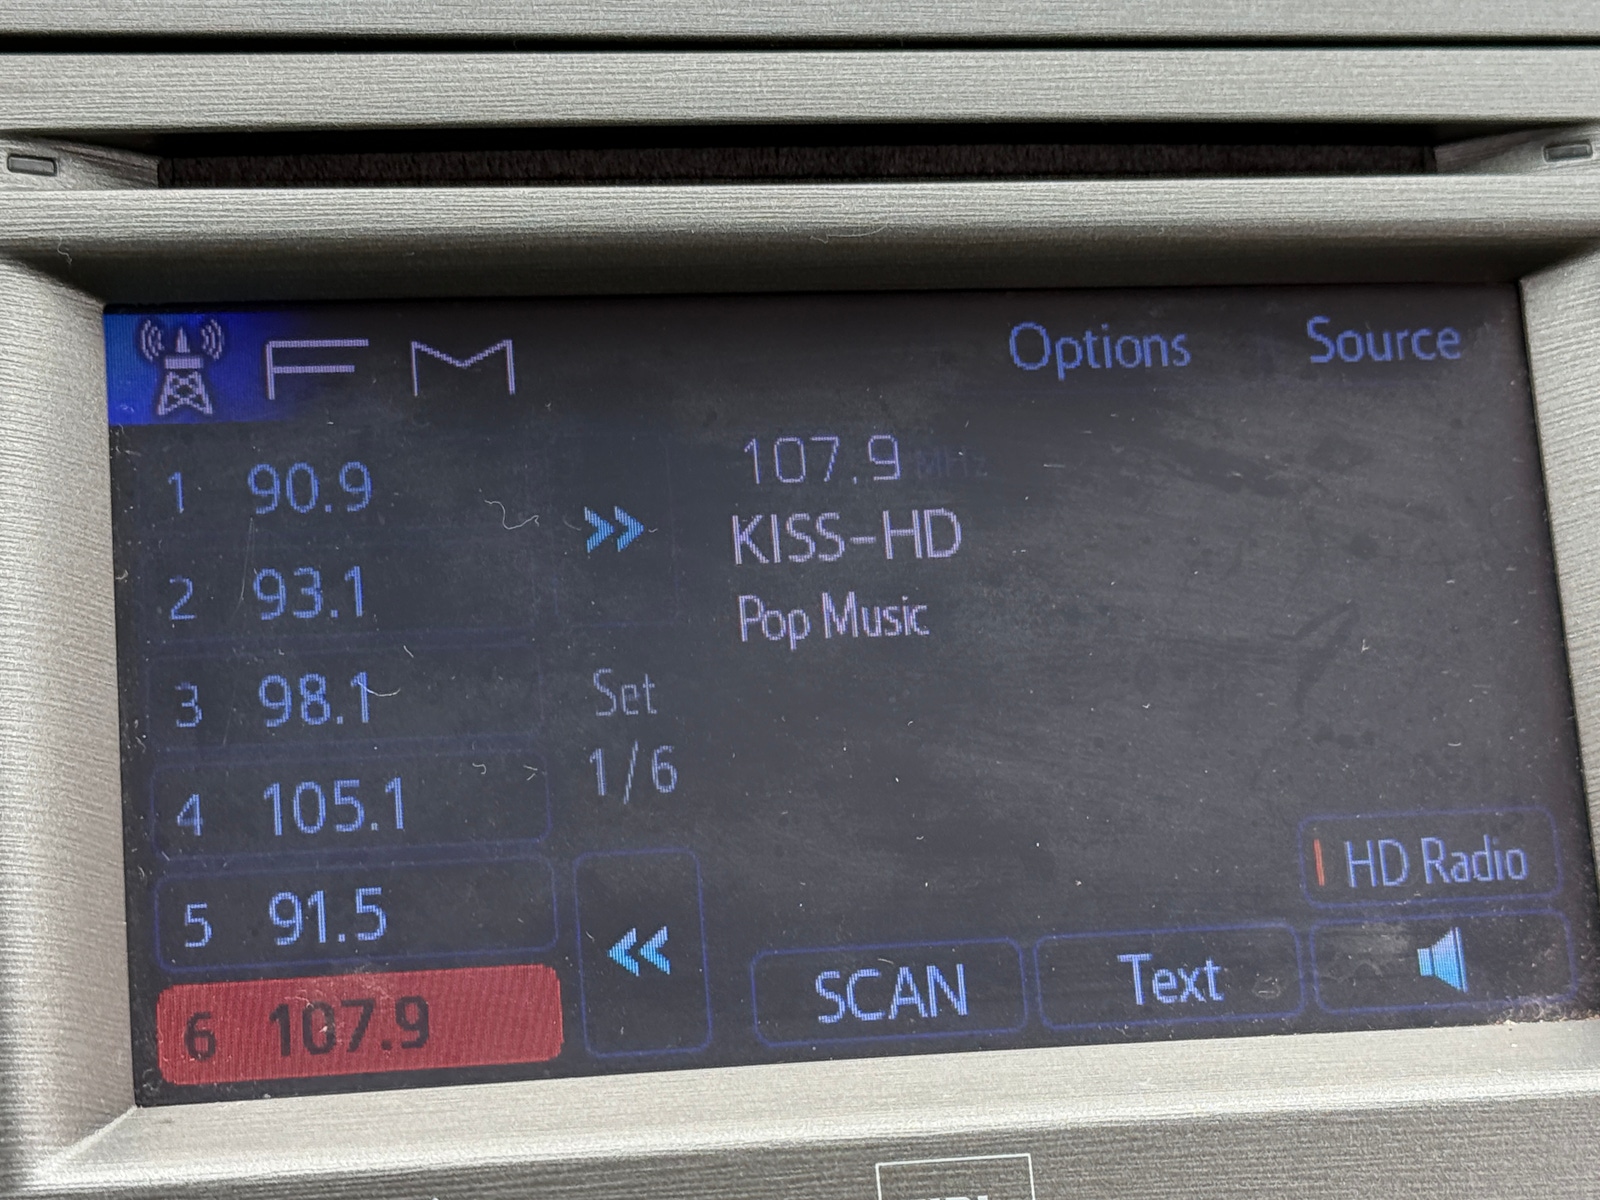 FM
Options
Source
1 90.9
2 93.1
3 98.1
4 105.1
5 91.5
6 107.9
107.9 MHz
KISS-HD
Pop Music
Set
1/6
HD Radio
SCAN
Text